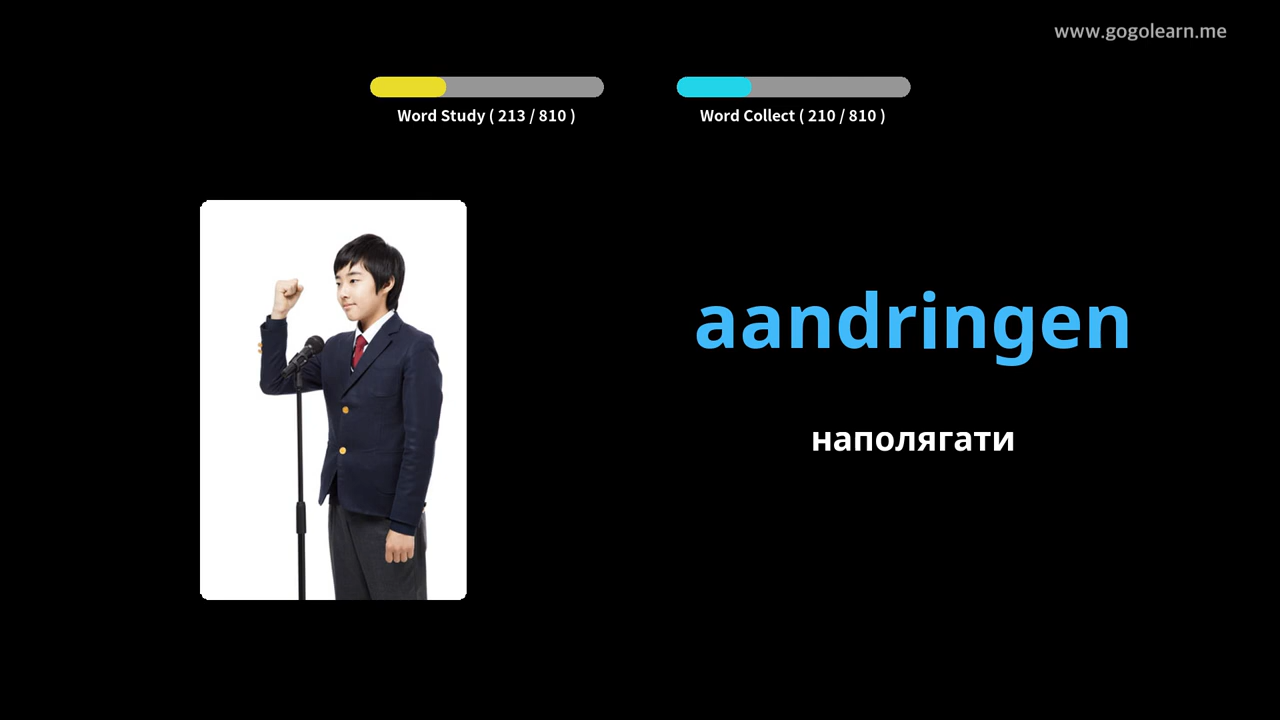 www.gogolearn.me
Word Study ( 213 / 810 )
Word Collect ( 210 / 810 )
aandringen
наполягати